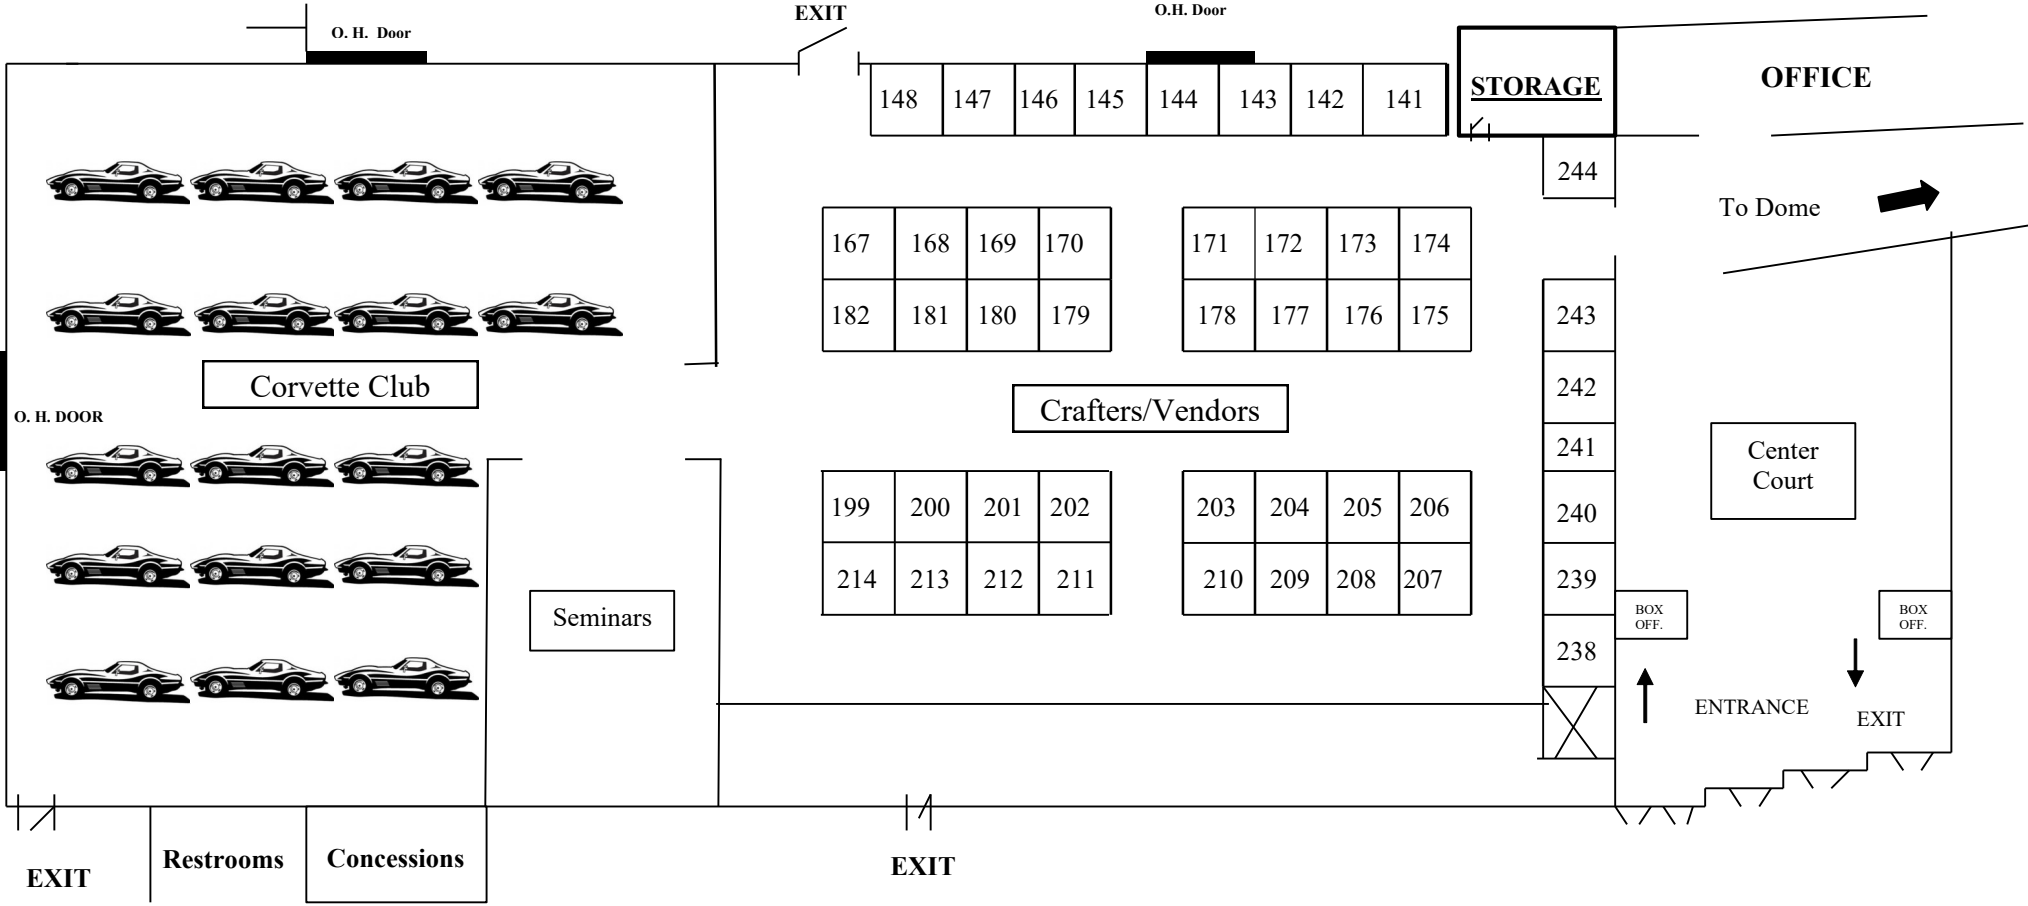 EXIT
O.H. Door
O. H. Door
STORAGE
OFFICE
148 147 146 145 144 143 142 141
244
To Dome
167 168 169 170 171 172 173 174
182 181 180 179 178 177 176 175
243
Corvette Club
242
Crafters/Vendors
O. H. DOOR
241
Center
Court
199 200 201 202 203 204 205 206
240
214 213 212 211 210 209 208 207
239
BOX
OFF.
BOX
OFF.
Seminars
238
ENTRANCE
EXIT
Restrooms
Concessions
EXIT
EXIT